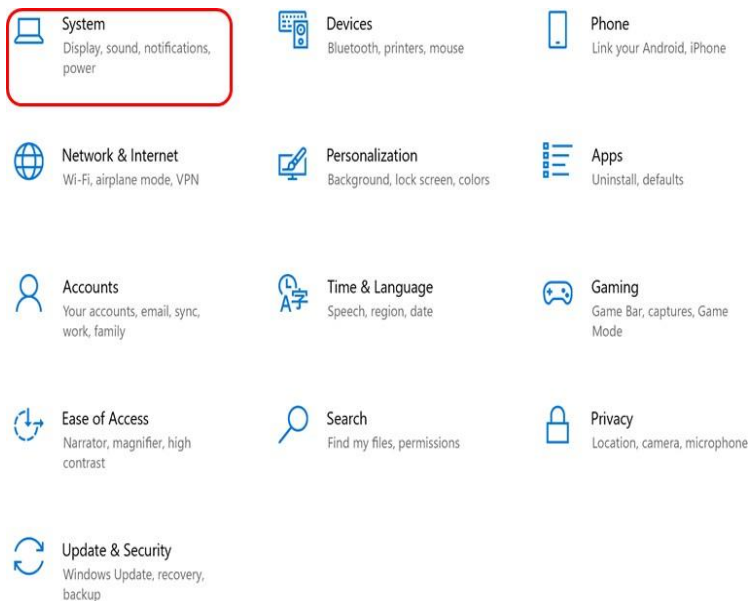 System
Display, sound, notifications,
power
Devices
Bluetooth, printers, mouse
Phone
Link your Android, iPhone
Network & Internet
Wi-Fi, airplane mode, VPN
Personalization
Background, lock screen, colors
Apps
Uninstall, defaults
Accounts
Your accounts, email, sync,
work, family
Time & Language
Speech, region, date
Gaming
Game Bar, captures, Game
Mode
Ease of Access
Narrator, magnifier, high
contrast
Search
Find my files, permissions
Privacy
Location, camera, microphone
Update & Security
Windows Update, recovery,
backup